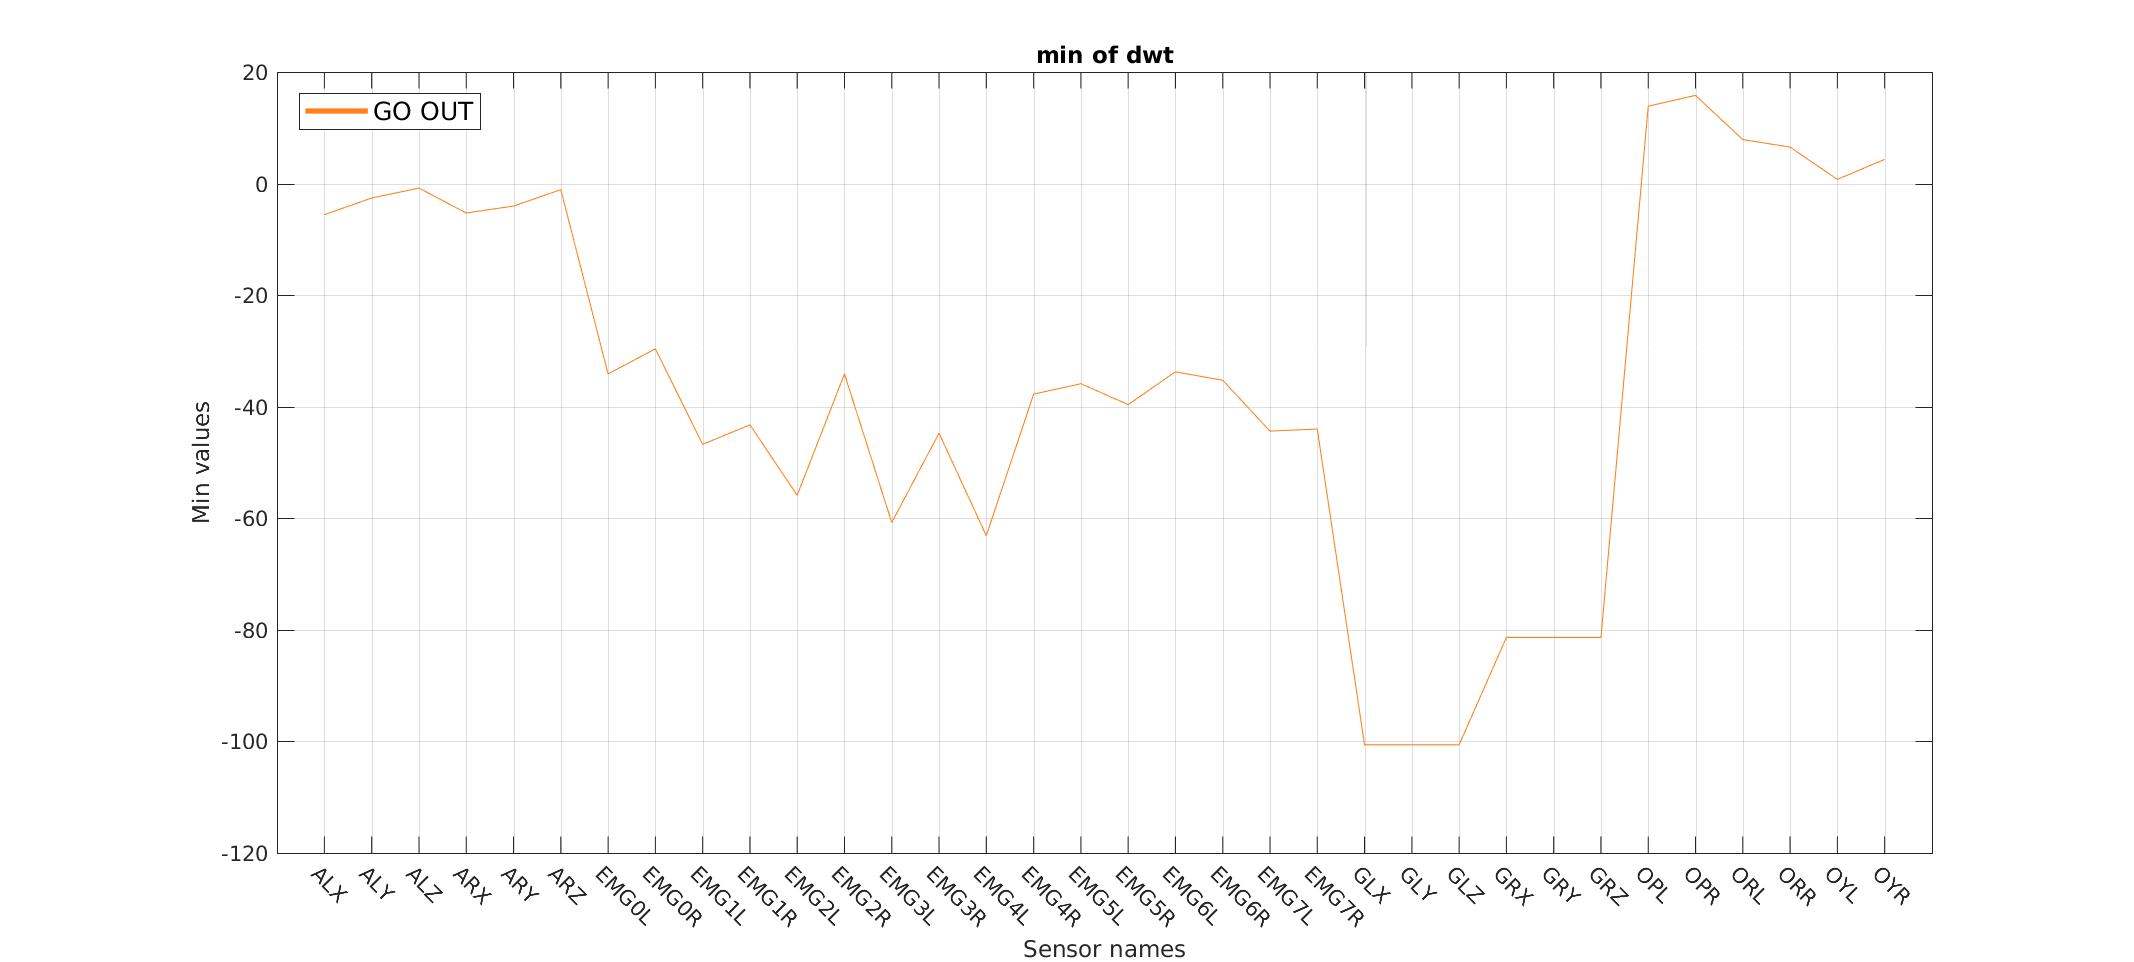 min of dwt
GO OUT
20
0
-20
-40
-60
-80
-100
-120
Min values
ALX
ALY
ALZ
ARX
ARY
ARZ
EMG0L
EMG0R
EMG1L
EMG1R
EMG2L
EMG2R
EMG3L
EMG3R
EMG4L
EMG4R
EMG5L
EMG5R
EMG6L
EMG6R
EMG7L
EMG7R
GLX
GLY
GLZ
GRX
GRY
GRZ
OPL
OPR
ORL
ORR
OYL
OYR
Sensor names